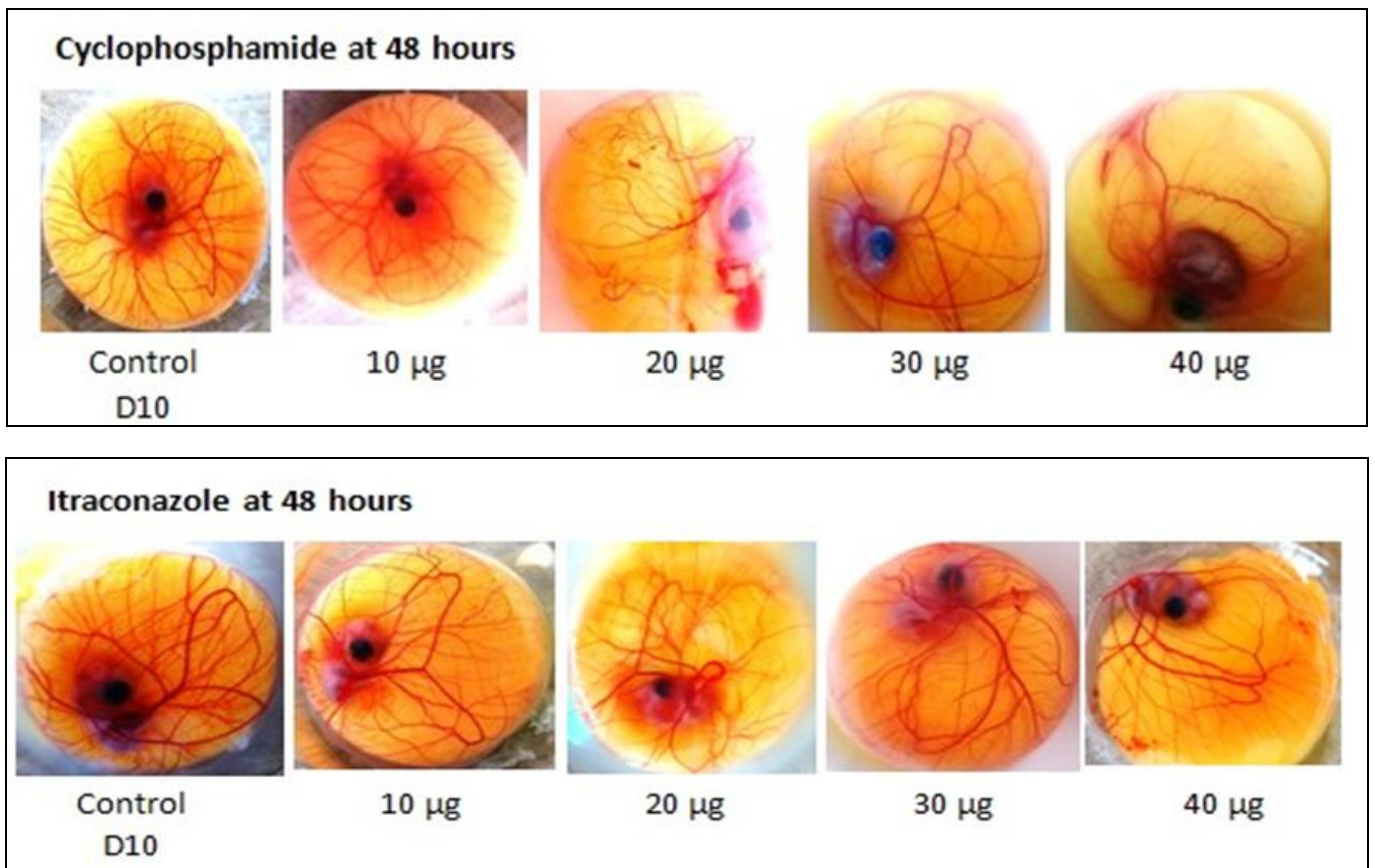 Cyclophosphamide at 48 hours
Control 10 µg 20 µg 30 µg 40 µg
D10
Itraconazole at 48 hours
Control 10 µg 20 µg 30 µg 40 µg
D10